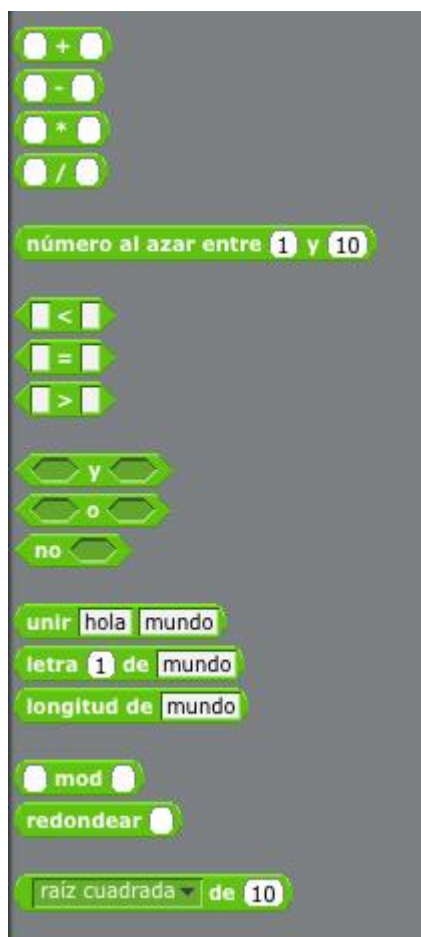 +
-
*
/
número al azar entre 1 y 10
<
=
>
y
o
no
unir hola mundo
letra 1 de mundo
longitud de mundo
mod
redondear
raíz cuadrada de 10